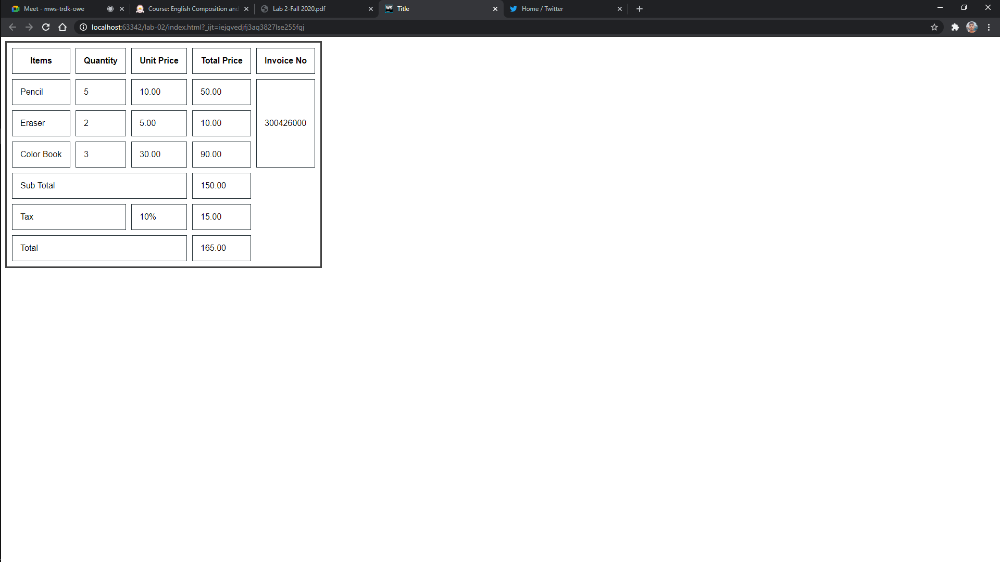 Meet - mws-trdk-owe
Course: English Composition and
Lab 2-Fall 2020.pdf
WS Title
Home / Twitter
localhost:63342/lab-02/index.html?_ijt=iejgvedjfj3aq3827lse255fgj
Items Quantity Unit Price Total Price Invoice No
Pencil 5 10.00 50.00
Eraser 2 5.00 10.00 300426000
Color Book 3 30.00 90.00
Sub Total 150.00
Tax 10% 15.00
Total 165.00